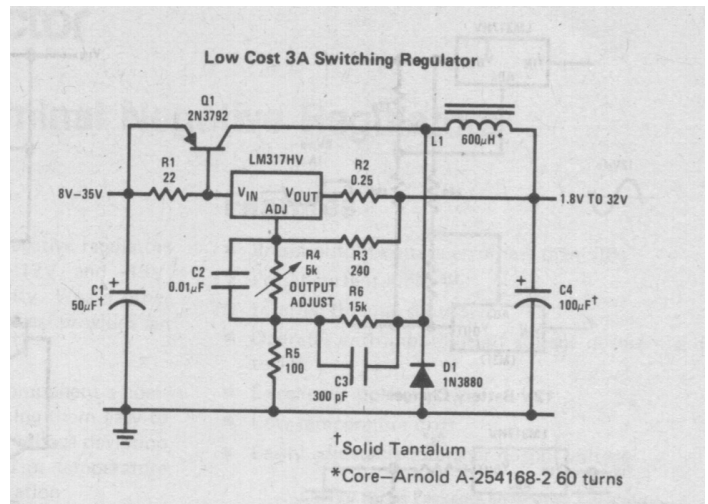 Low Cost 3A Switching Regulator
Q1
2N3792
L1
600μH*
R1
22
LM317HV
R2
0.25
8V–35V
VIN
VOUT
ADJ
1.8V TO 32V
R4
5k
R3
240
C2
0.01μF
OUTPUT
ADJUST
R6
15k
C1
50μF†
+
C4
100μF†
+
R5
100
C3
300 pF
D1
1N3880
†Solid Tantalum
*Core–Arnold A-254168-2 60 turns